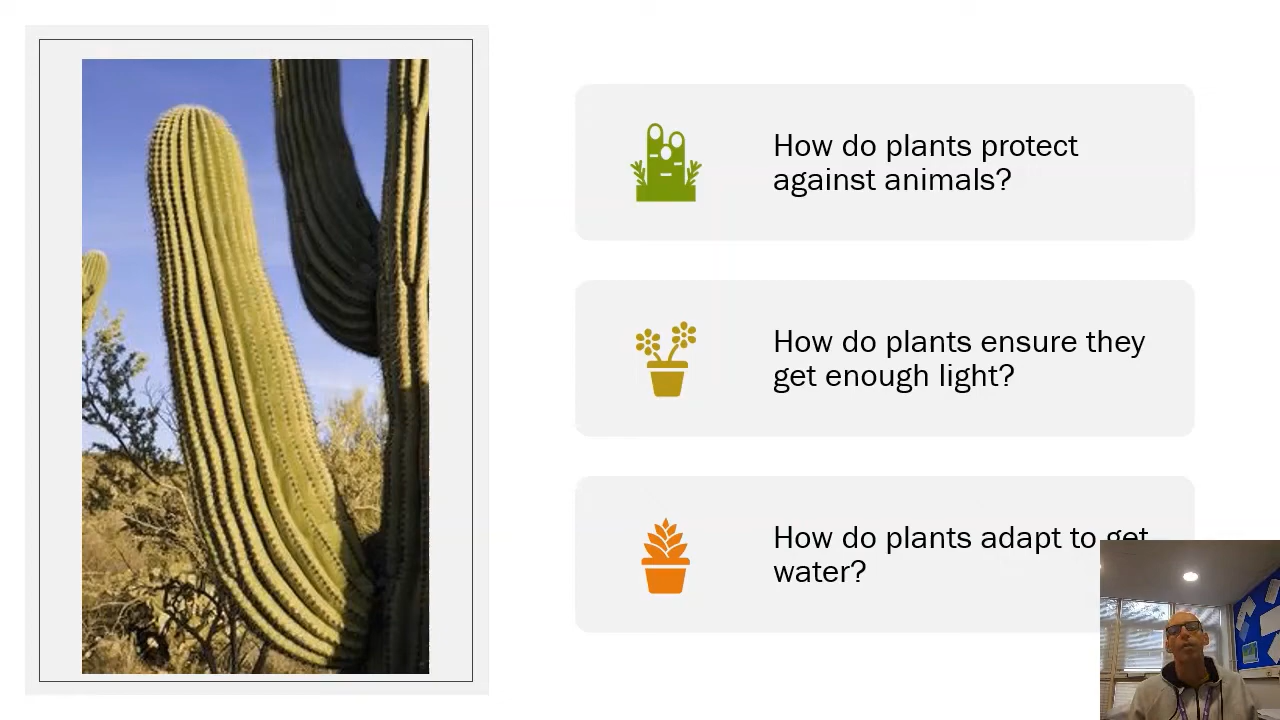 How do plants protect
against animals?
How do plants ensure they
get enough light?
How do plants adapt to get
water?